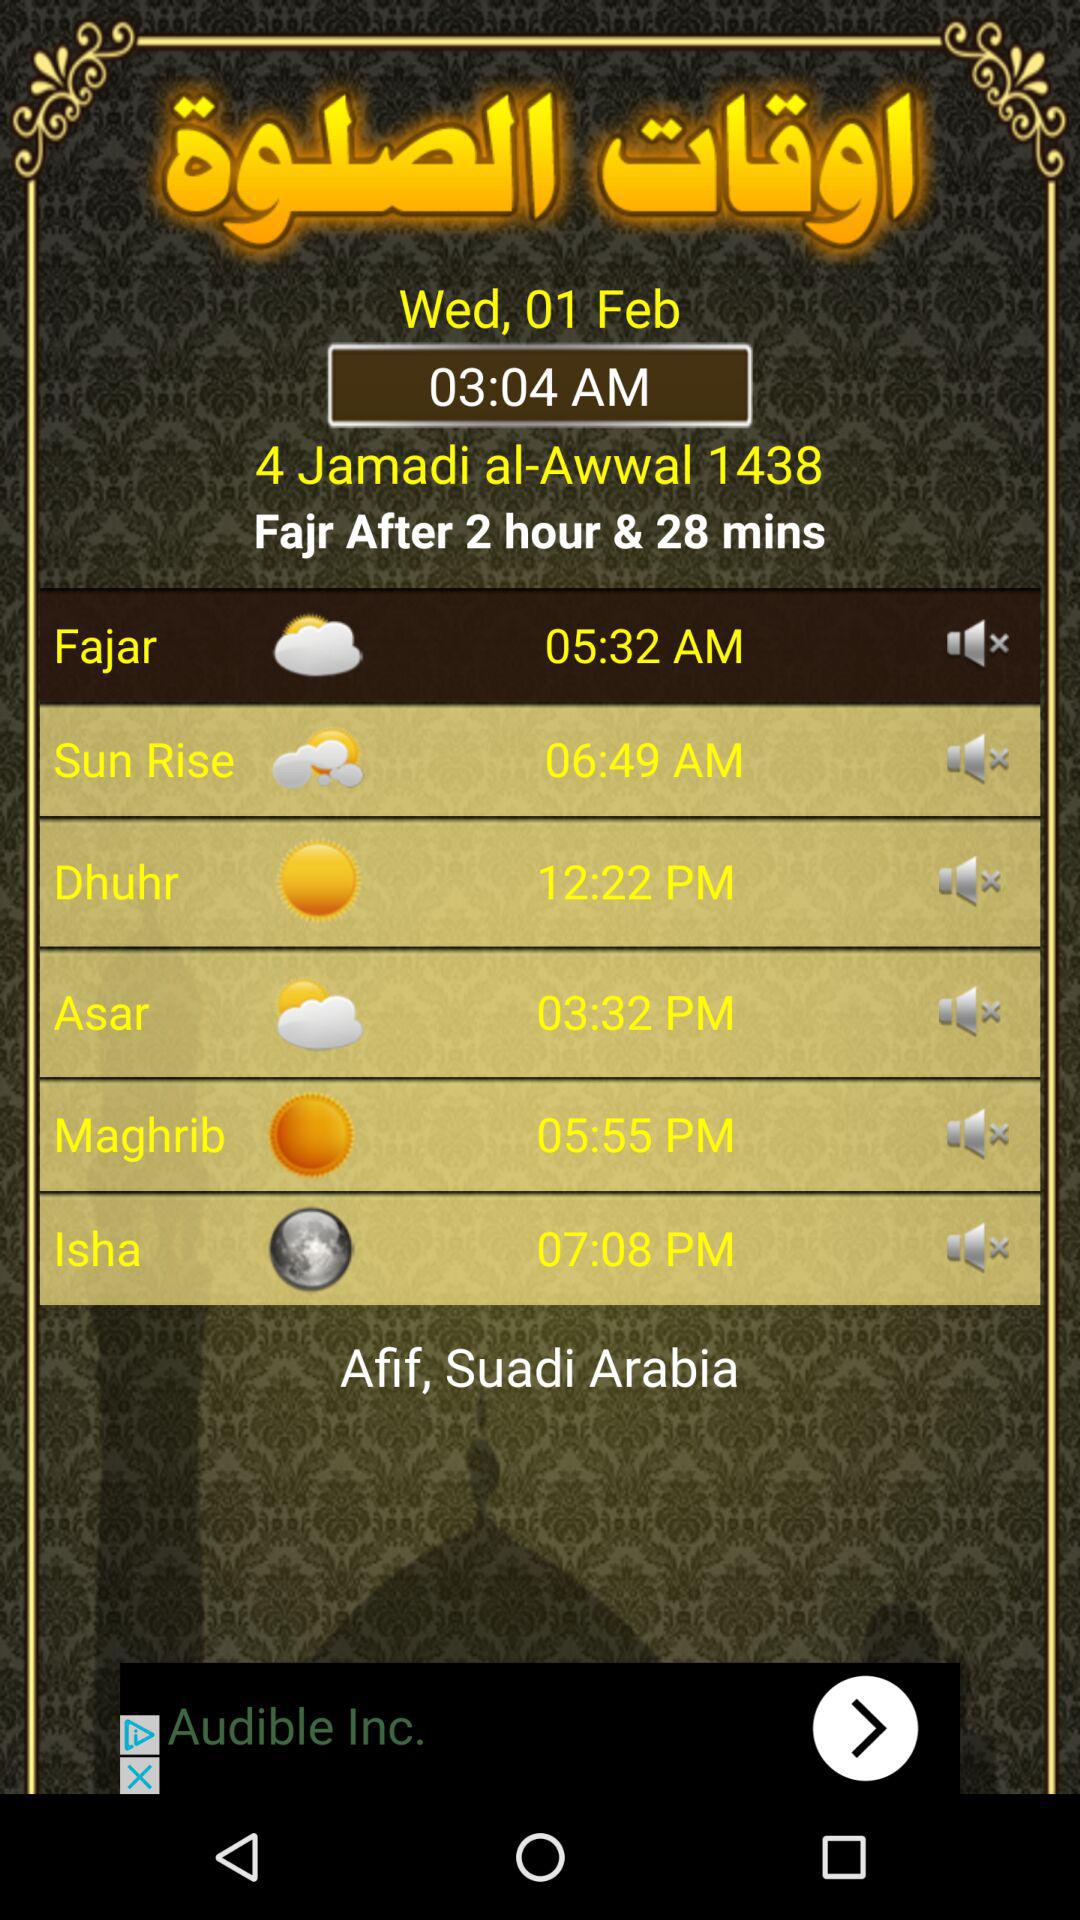 اوقات الصلوة
Wed, 01 Feb
03:04 AM
4 Jamadi al-Awwal 1438
Fajr After 2 hour & 28 mins
Fajar 05:32 AM
Sun Rise 06:49 AM
Dhuhr 12:22 PM
Asar 03:32 PM
Maghrib 05:55 PM
Isha 07:08 PM
Afif, Suadi Arabia
Audible Inc.